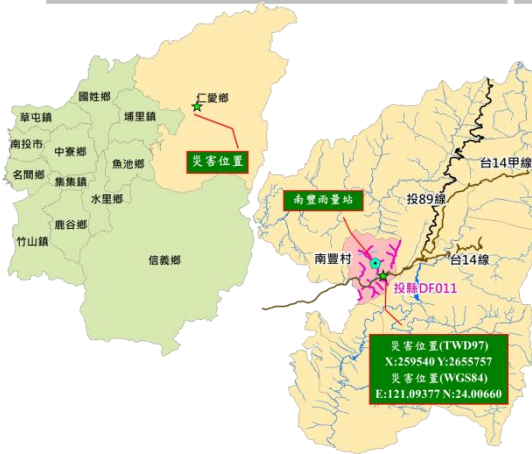 仁愛鄉
國姓鄉
草屯鎮
埔里鎮
南投市
中寮鄉
魚池鄉
名間鄉
集集鎮
水里鄉
鹿谷鄉
竹山鎮
信義鄉
災害位置
台14甲線
投89線
南豐雨量站
台14線
南豐村
投縣DF011
災害位置(TWD97)
X:259540 Y:2655757
災害位置(WGS84)
E:121.09377 N:24.00660